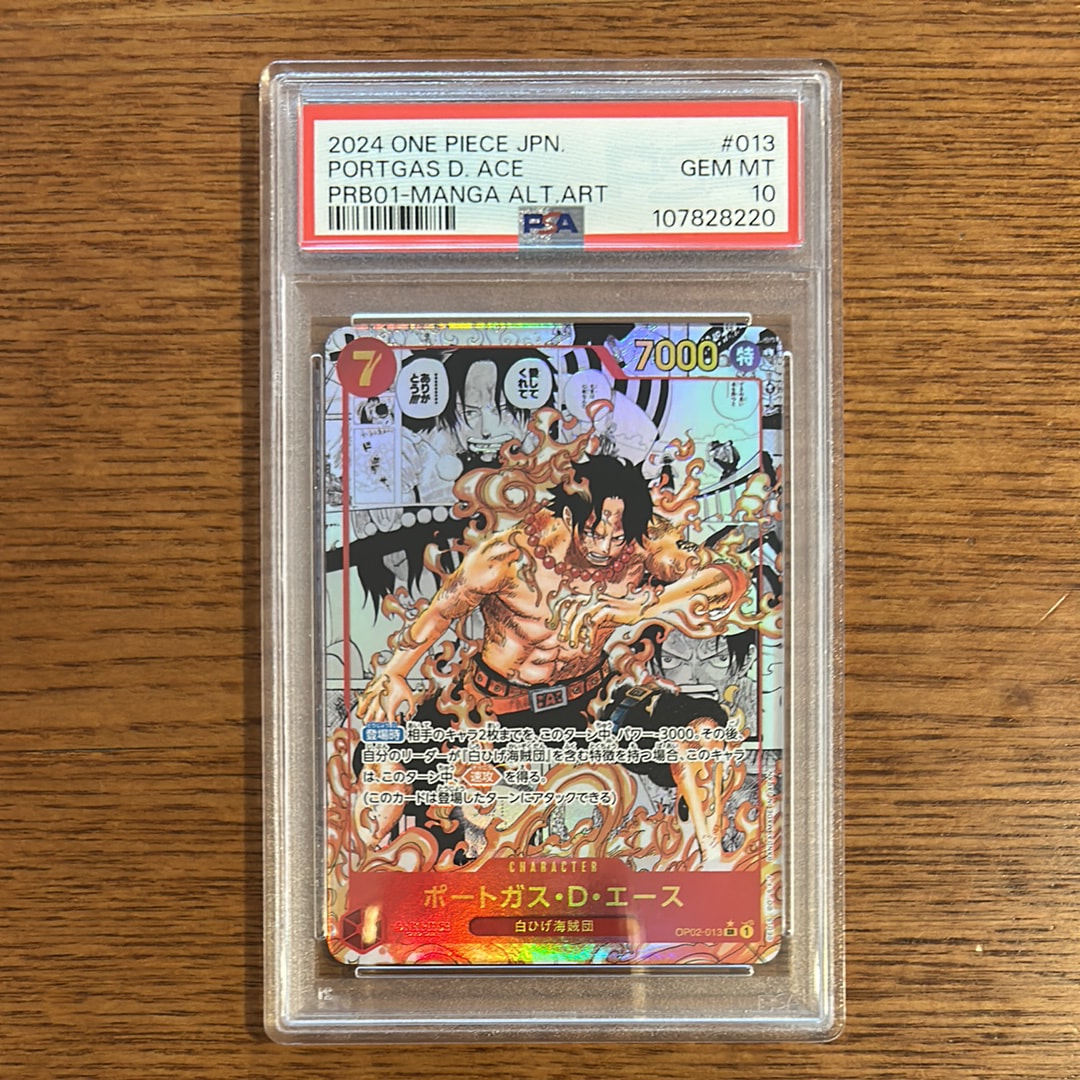 2024 ONE PIECE JPN. #013
PORTGAS D. ACE GEM MT
PRB01-MANGA ALT.ART 10
PSA 107828220
7
7000 特
愛して
くれて
………
ありが
とう!!!
登場時 相手のキャラ2枚までを、このターン中、パワー-3000。その後、
自分のリーダーが『白ひげ海賊団』を含む特徴を持つ場合、このキャラ
は、このターン中、速攻を得る。
(このカードは登場したターンにアタックできる)
CHARACTER
ポートガス・D・エース
白ひげ海賊団
OP02-013 SR 1